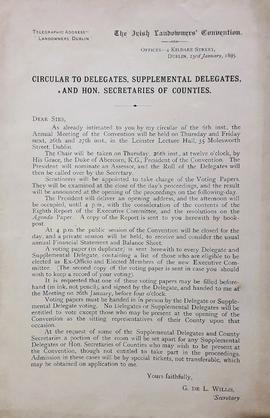 TELEGRAPHIC ADDRESS—
LANDOWNERS DUBLIN
The Irish Landowners' Convention.
OFFICES—4 KILDARE STREET,
DUBLIN, 23rd January, 1895.
CIRCULAR TO DELEGATES, SUPPLEMENTAL DELEGATES,
AND HON. SECRETARIES OF COUNTIES.
DEAR SIRS,
As already intimated to you by my circular of the 6th inst., the
Annual Meeting of the Convention will be held on Thursday and Friday
next, 26th and 27th inst., in the Leinster Lecture Hall, 35 Molesworth
Street, Dublin.
The Chair will be taken on Thursday, 26th inst., at twelve o'clock, by
His Grace, the Duke of Abercorn, K.G., President of the Convention. The
President will nominate an Assessor, and the Roll of the Delegates will
then be called over by the Secretary.
Scrutineers will be appointed to take charge of the Voting Papers.
They will be examined at the close of the day's proceedings, and the result
will be announced at the opening of the proceedings on the following day.
The President will deliver an opening address, and the afternoon will
be occupied, until 4 p.m. with the consideration of the contents of the
Eighth Report of the Executive Committee, and the resolutions on the
Agenda Paper. A copy of the Report is sent to you herewith by book-
post.
At 4 p.m. the public session of the Convention will be closed for the
day, and a private session will be held, to receive and consider the usual
annual Financial Statement and Balance Sheet.
A voting paper (in duplicate) is sent herewith to every Delegate and
Supplemental Delegate, containing a list of those who are eligible to be
elected as Ex-Officio and Elected Members of the new Executive Com-
mittee. (The second copy of the voting paper is sent in case you should
wish to keep a record of your voting).
It is requested that one of these voting papers may be filled before-
hand (in ink, not pencil), and signed by the Delegate, and handed to me at
the Meeting on 26th January, before four o'clock.
Voting papers must be handed in in person by the Delegate or Supple-
mental Delegate voting. No Delegates or Supplemental Delegates will be
entitled to vote except those who may be present at the opening of the
Convention as the sitting representatives of their County upon that
occasion.
At the request of some of the Supplemental Delegates and County
Secretaries a portion of the room will be set apart for any Supplemental
Delegates or Hon. Secretaries of Counties who may wish to be present at
the Convention, though not entitled to take part in the proceedings.
Admission in these cases will be by special tickets, not transferable, which
may be obtained on application to me.
Yours faithfully,
G. DE L. WILLIS,
Secretary